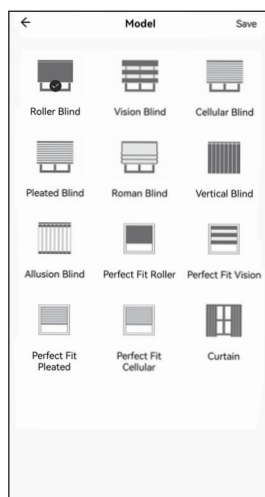 Model Save
Roller Blind Vision Blind Cellular Blind
Pleated Blind Roman Blind Vertical Blind
Allusion Blind Perfect Fit Roller Perfect Fit Vision
Perfect Fit Perfect Fit Curtain
Pleated Cellular